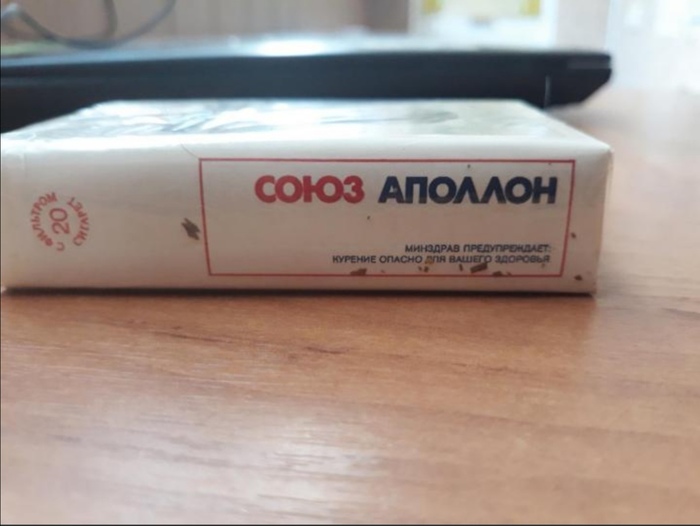 20 СИГАРЕТ
С ФИЛЬТРОМ
СОЮЗ АПОЛЛОН
МИНЗДРАВ ПРЕДУПРЕЖДАЕТ:
КУРЕНИЕ ОПАСНО ДЛЯ ВАШЕГО ЗДОРОВЬЯ